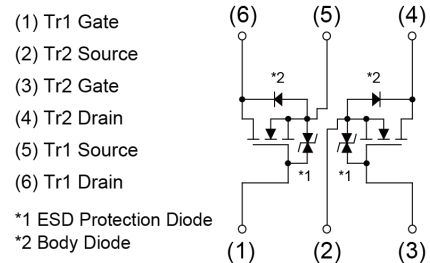 (6) (5) (4)
(1) Tr1 Gate
(2) Tr2 Source
(3) Tr2 Gate
(4) Tr2 Drain
(5) Tr1 Source
(6) Tr1 Drain
*1 ESD Protection Diode
*2 Body Diode
*2 *2
*1 *1
(1) (2) (3)